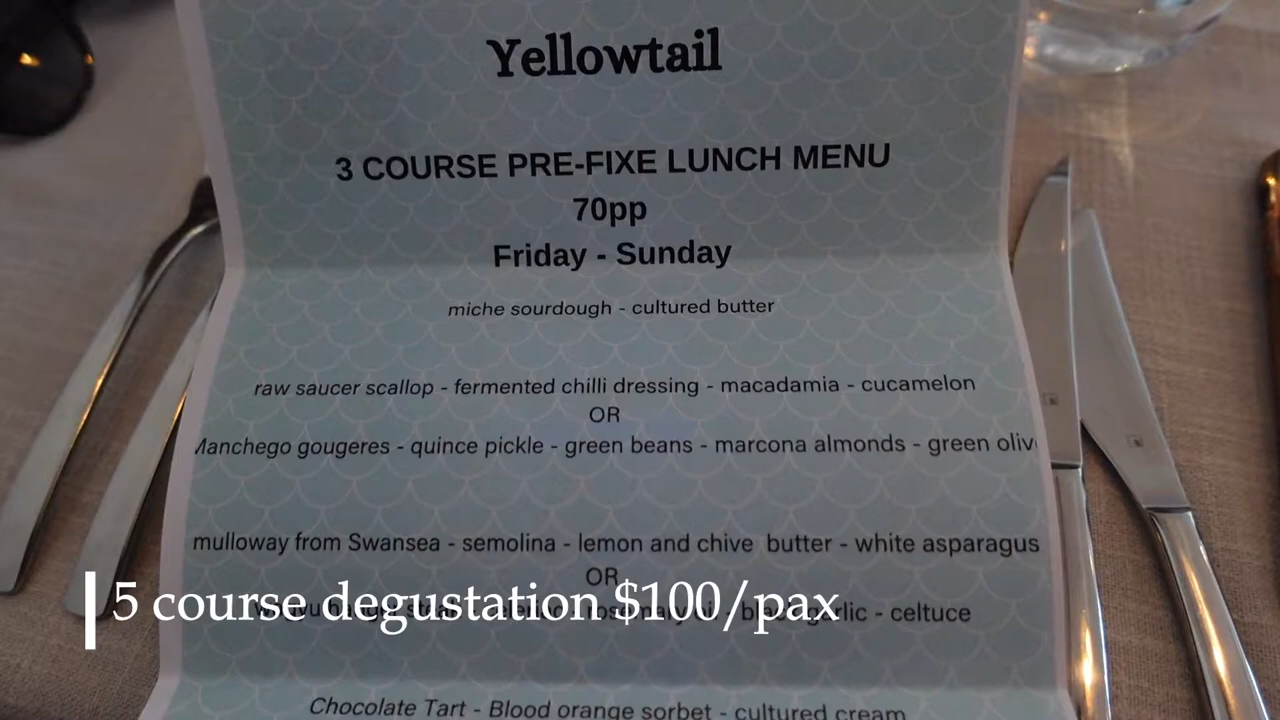 Yellowtail
3 COURSE PRE-FIXE LUNCH MENU
70pp
Friday - Sunday
miche sourdough - cultured butter
raw saucer scallop - fermented chilli dressing - macadamia - cucamelon
OR
Manchego gougeres - quince pickle - green beans - marcona almonds - green oliv
mulloway from Swansea - semolina - lemon and chive butter - white asparagus
OR
5 course degustation $100/pax
- celtuce
Chocolate Tart - Blood orange sorbet - cultured cream